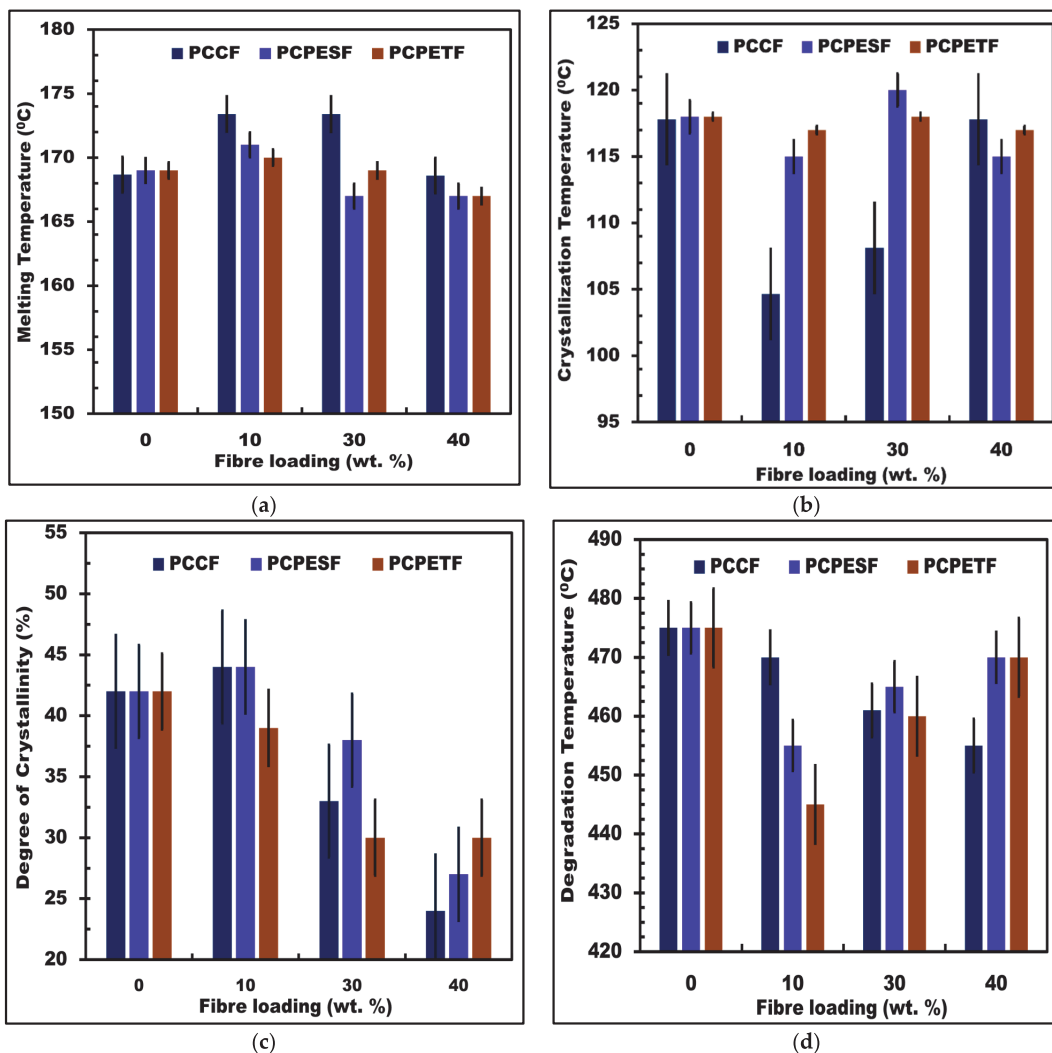 180
175
170
165
160
155
150
Melting Temperature (⁰C)
PCCF PCPESF PCPETF
0 10 30 40
Fibre loading (wt. %)
(a)
125
120
115
110
105
100
95
Crystallization Temperature (⁰C)
PCCF PCPESF PCPETF
0 10 30 40
Fibre loading (wt. %)
(b)
55
50
45
40
35
30
25
20
Degree of Crystallinity (%)
PCCF PCPESF PCPETF
0 10 30 40
Fibre loading (wt. %)
(c)
490
480
470
460
450
440
430
420
Degradation Temperature (⁰C)
PCCF PCPESF PCPETF
0 10 30 40
Fibre loading (wt. %)
(d)